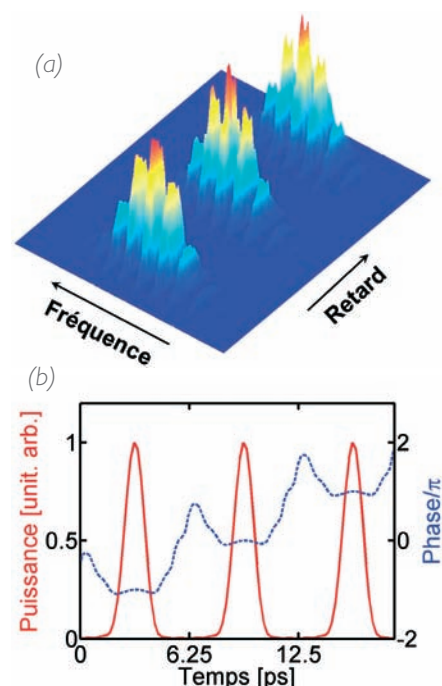 (a)
Fréquence
Retard
(b)
Puissance [unit. arb.]
1
0.5
0
0
6.25
12.5
Temps [ps]
2
0
-2
Phase/π